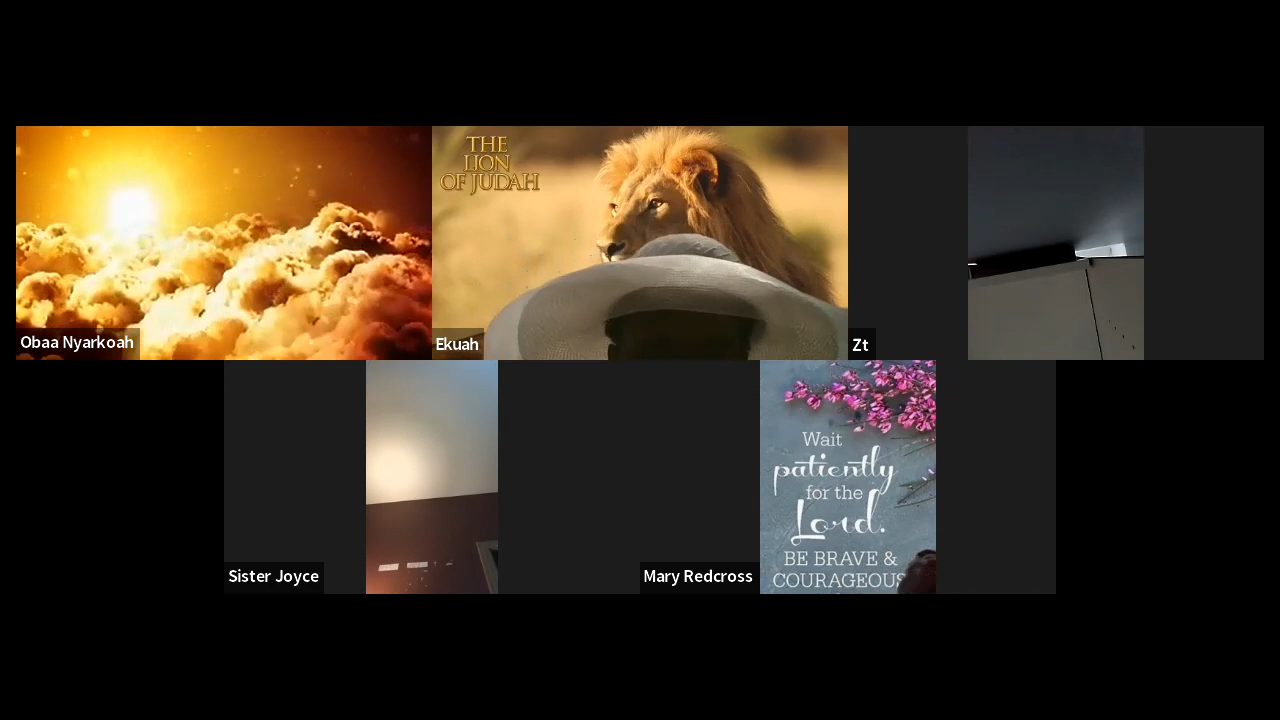 THE
LION
OF JUDAH
Obaa Nyarkoah
Ekuah
Zt
Wait
patiently
for the
Lord.
BE BRAVE &
COURAGEOUS
Sister Joyce
Mary Redcross